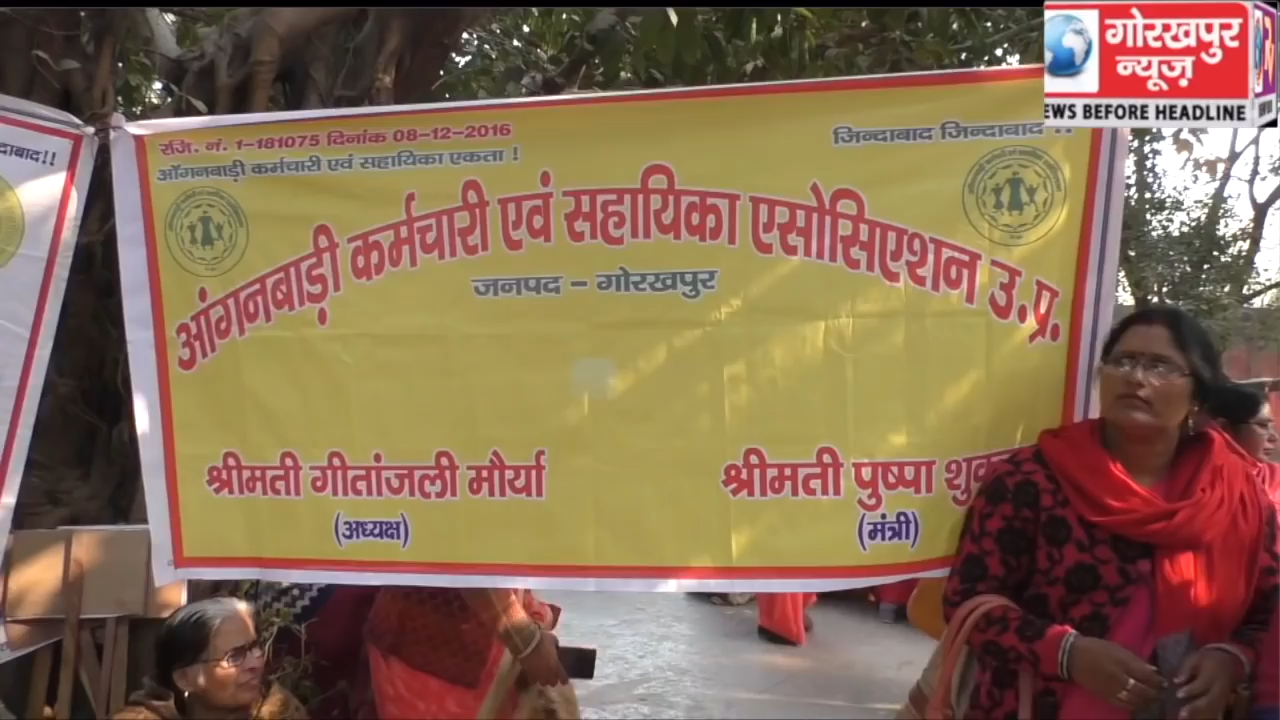 गोरखपुर
न्यूज़
EWS BEFORE HEADLINE
दाबाद!!
रजि. नं. 1-181075 दिनांक 08-12-2016
जिन्दाबाद जिन्दाबाद !!
ऑगनबाड़ी कर्मचारी एवं सहायिका एकता !
आंगनबाड़ी कर्मचारी एवं सहायिका एसोसिएशन उ.प्र.
जनपद – गोरखपुर
श्रीमती गीतांजली मौर्या
(अध्यक्ष)
श्रीमती पुष्पा
(मंत्री)